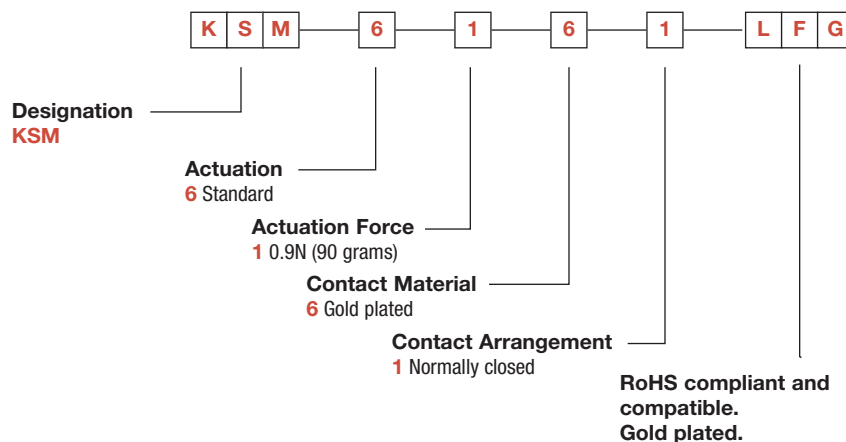 K S M 6 1 6 1 L F G
Designation
KSM
Actuation
6 Standard
Actuation Force
1 0.9N (90 grams)
Contact Material
6 Gold plated
Contact Arrangement
1 Normally closed
RoHS compliant and
compatible.
Gold plated.